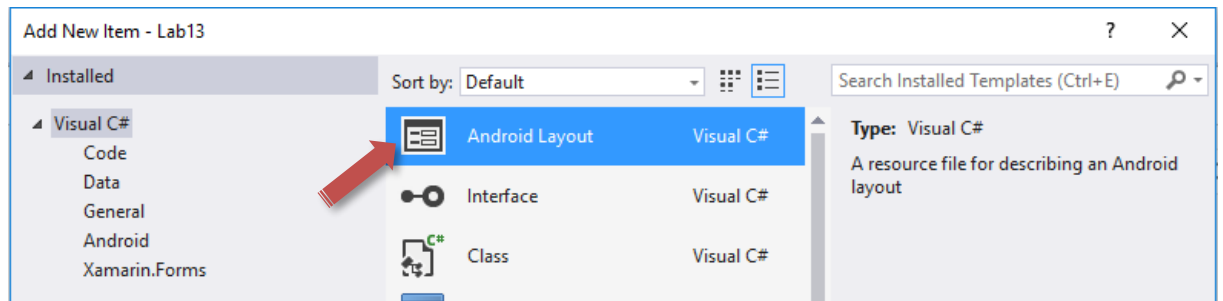 Add New Item - Lab13
?
Installed
Visual C#
Code
Data
General
Android
Xamarin.Forms
Sort by: Default
Android Layout Visual C#
Interface Visual C#
C#
Class Visual C#
Search Installed Templates (Ctrl+E)
Type: Visual C#
A resource file for describing an Android
layout